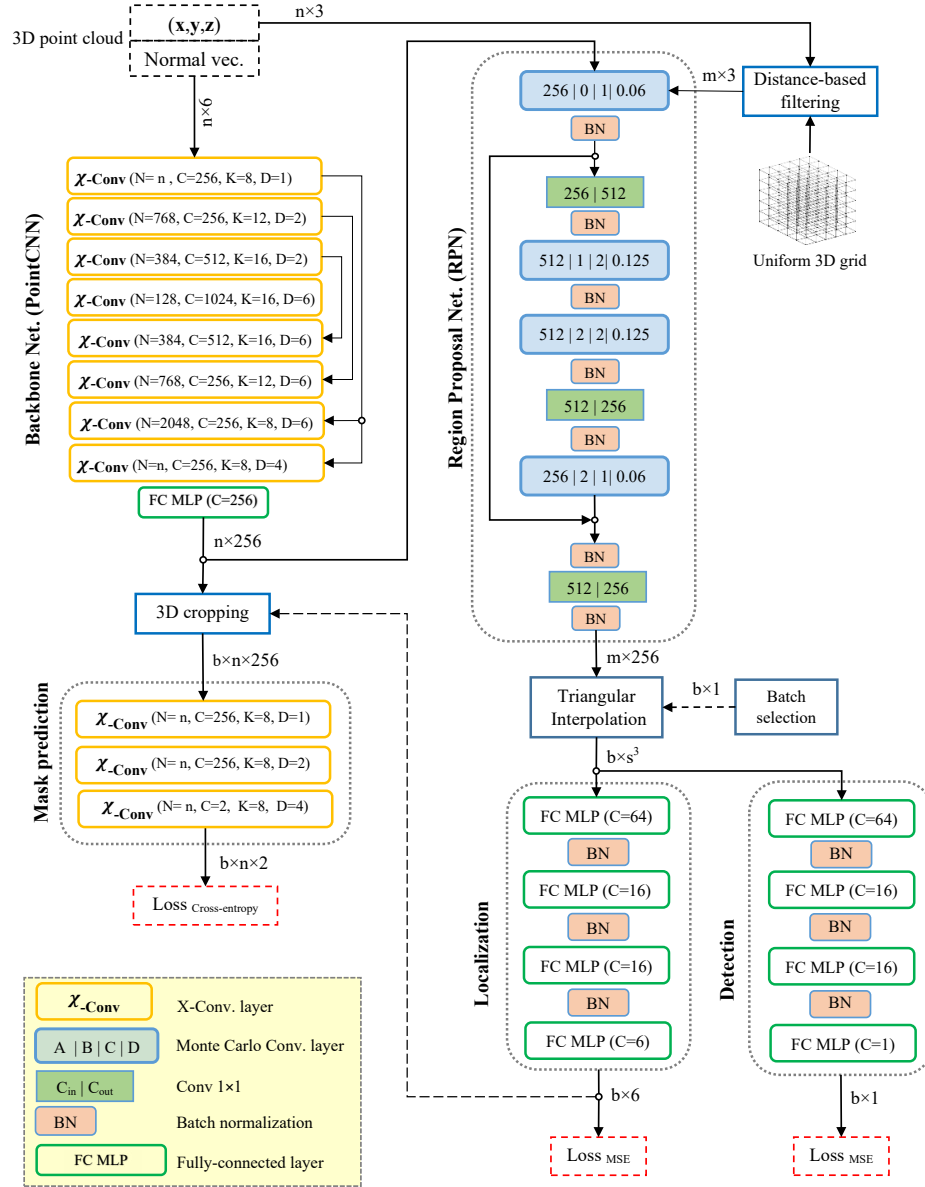 n×3
3D point cloud
(x,y,z)
Normal vec.
n×6
Backbone Net. (PointCNN)
χ-Conv (N= n , C=256, K=8, D=1)
χ-Conv (N=768, C=256, K=12, D=2)
χ-Conv (N=384, C=512, K=16, D=2)
χ-Conv (N=128, C=1024, K=16, D=6)
χ-Conv (N=384, C=512, K=16, D=6)
χ-Conv (N=768, C=256, K=12, D=6)
χ-Conv (N=2048, C=256, K=8, D=6)
χ-Conv (N=n, C=256, K=8, D=4)
FC MLP (C=256)
n×256
3D cropping
b×n×256
Mask prediction
χ-Conv (N= n, C=256, K=8, D=1)
χ-Conv (N= n, C=256, K=8, D=2)
χ-Conv (N= n, C=2, K=8, D=4)
b×n×2
Loss Cross-entropy
Region Proposal Net. (RPN)
256 | 0 | 1| 0.06
BN
256 | 512
BN
512 | 1 | 2| 0.125
BN
512 | 2 | 2| 0.125
BN
512 | 256
BN
256 | 2 | 1| 0.06
BN
512 | 256
BN
m×3
Distance-based
filtering
Uniform 3D grid
m×256
Triangular
Interpolation
b×1
Batch
selection
b×s³
Localization
FC MLP (C=64)
BN
FC MLP (C=16)
BN
FC MLP (C=16)
BN
FC MLP (C=6)
b×6
Loss MSE
Detection
FC MLP (C=64)
BN
FC MLP (C=16)
BN
FC MLP (C=16)
BN
FC MLP (C=1)
b×1
Loss MSE
χ-Conv
X-Conv. layer
A | B | C | D
Monte Carlo Conv. layer
Cin | Cout
Conv 1×1
BN
Batch normalization
FC MLP
Fully-connected layer